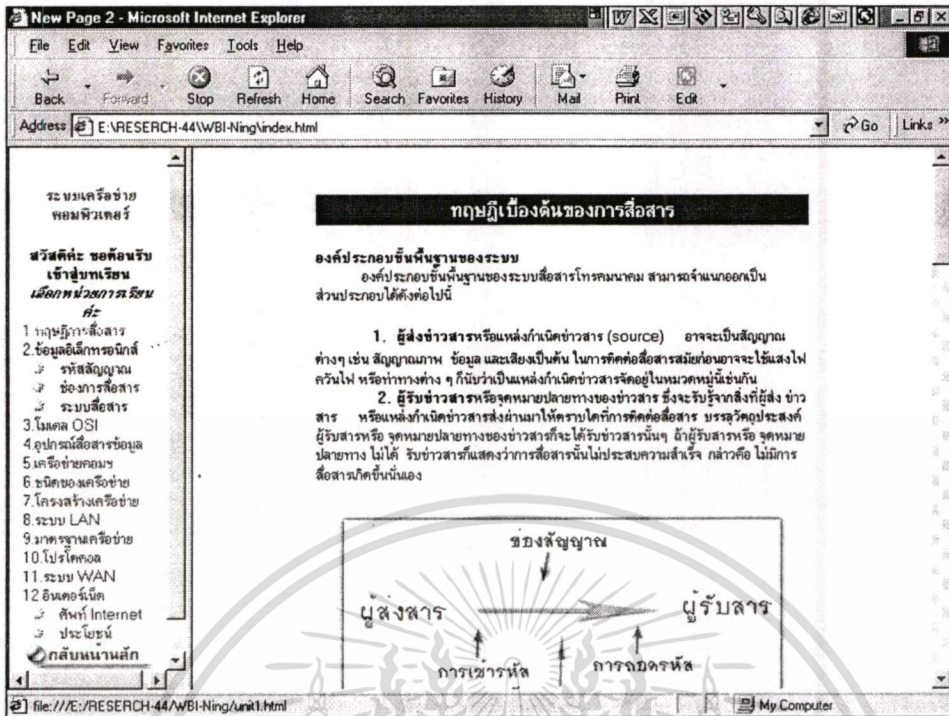 New Page 2 - Microsoft Internet Explorer
File Edit View Favorites Tools Help
Back Forward Stop Refresh Home Search Favorites History Mail Print Edit
Address E:\RESERCH-44\WBI-Ning\index.html Go Links »
ระบบเครือข่าย
คอมพิวเตอร์
สวัสดีค่ะ ขอต้อนรับ
เข้าสู่บทเรียน
เลือกหน่วยการเรียน
ค่ะ
1 ทฤษฎีการสื่อสาร
2.ข้อมูลอิเล็กทรอนิกส์
รหัสสัญญาณ
ช่องการสื่อสาร
ระบบสื่อสาร
3.โมเดล OSI
4.อุปกรณ์สื่อสารข้อมูล
5.เครือข่ายคอมฯ
6.ชนิดของเครือข่าย
7.โครงสร้างเครือข่าย
8.ระบบ LAN
9.มาตรฐานเครือข่าย
10.โปรโตคอล
11.ระบบ WAN
12 อินเตอร์เน็ต
ศัพท์ Internet
ประโยชน์
กลับหน้าหลัก
ทฤษฎีเบื้องต้นของการสื่อสาร
องค์ประกอบขั้นพื้นฐานของระบบ
องค์ประกอบขั้นพื้นฐานของระบบสื่อสารโทรคมนาคม สามารถจำแนกออกเป็น
ส่วนประกอบได้ดังต่อไปนี้
1. ผู้ส่งข่าวสารหรือแหล่งกำเนิดข่าวสาร (source) อาจจะเป็นสัญญาณ
ต่างๆ เช่น สัญญาณภาพ ข้อมูล และเสียงเป็นต้น ในการติดต่อสื่อสารสมัยก่อนอาจจะใช้แสงไฟ
ควันไฟ หรือท่าทางต่าง ๆ ก็นับว่าเป็นแหล่งกำเนิดข่าวสารจัดอยู่ในหมวดหมู่นี้เช่นกัน
2. ผู้รับข่าวสารหรือจุดหมายปลายทางของข่าวสาร ซึ่งจะรับรู้จากสิ่งที่ผู้ส่ง ข่าว
สาร หรือแหล่งกำเนิดข่าวสารส่งผ่านมาให้ตราบใดที่การติดต่อสื่อสาร บรรลุวัตถุประสงค์
ผู้รับสารหรือ จุดหมายปลายทางของข่าวสารก็จะได้รับข่าวสารนั้นๆ ถ้าผู้รับสารหรือ จุดหมาย
ปลายทาง ไม่ได้ รับข่าวสารก็แสดงว่าการสื่อสารนั้นไม่ประสบความสำเร็จ กล่าวคือ ไม่มีการ
สื่อสารเกิดขึ้นนั่นเอง
ช่องสัญญาณ
ผู้ส่งสาร ผู้รับสาร
การเข้ารหัส การถอดรหัส
file:///E:/RESERCH-44/WBI-Ning/unit1.html My Computer